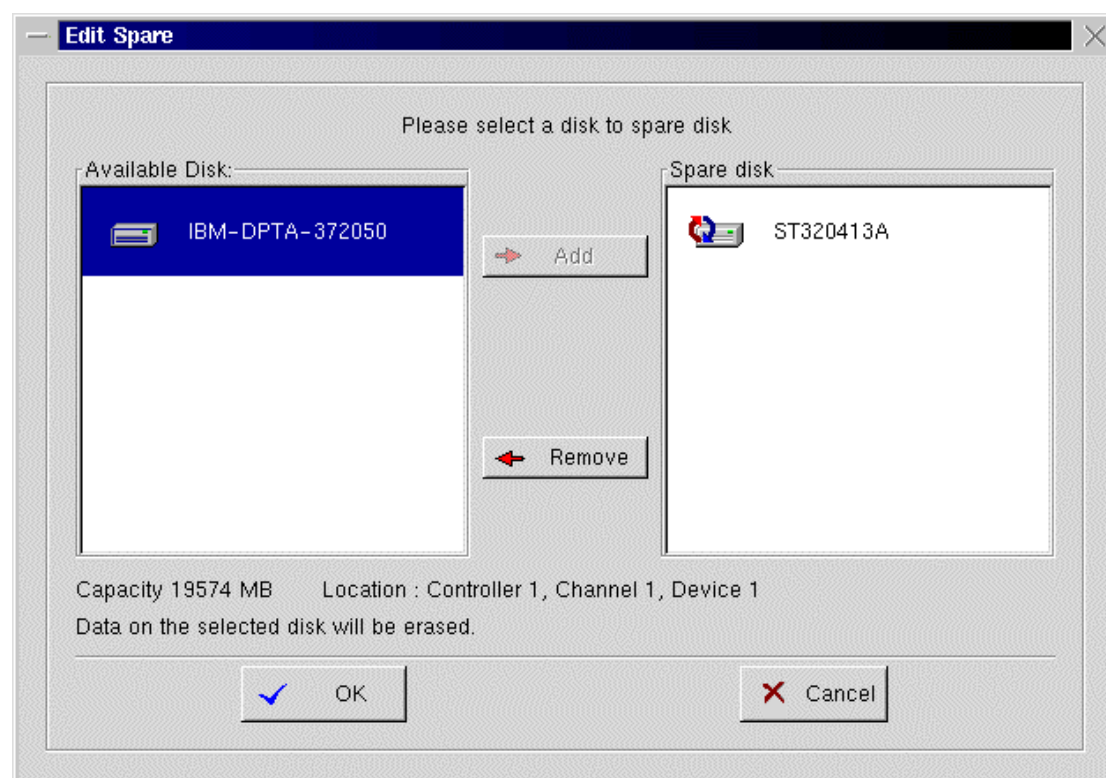 Edit Spare
Please select a disk to spare disk
Available Disk:
IBM-DPTA-372050
Add
Remove
Spare disk
ST320413A
Capacity 19574 MB Location : Controller 1, Channel 1, Device 1
Data on the selected disk will be erased.
OK
Cancel